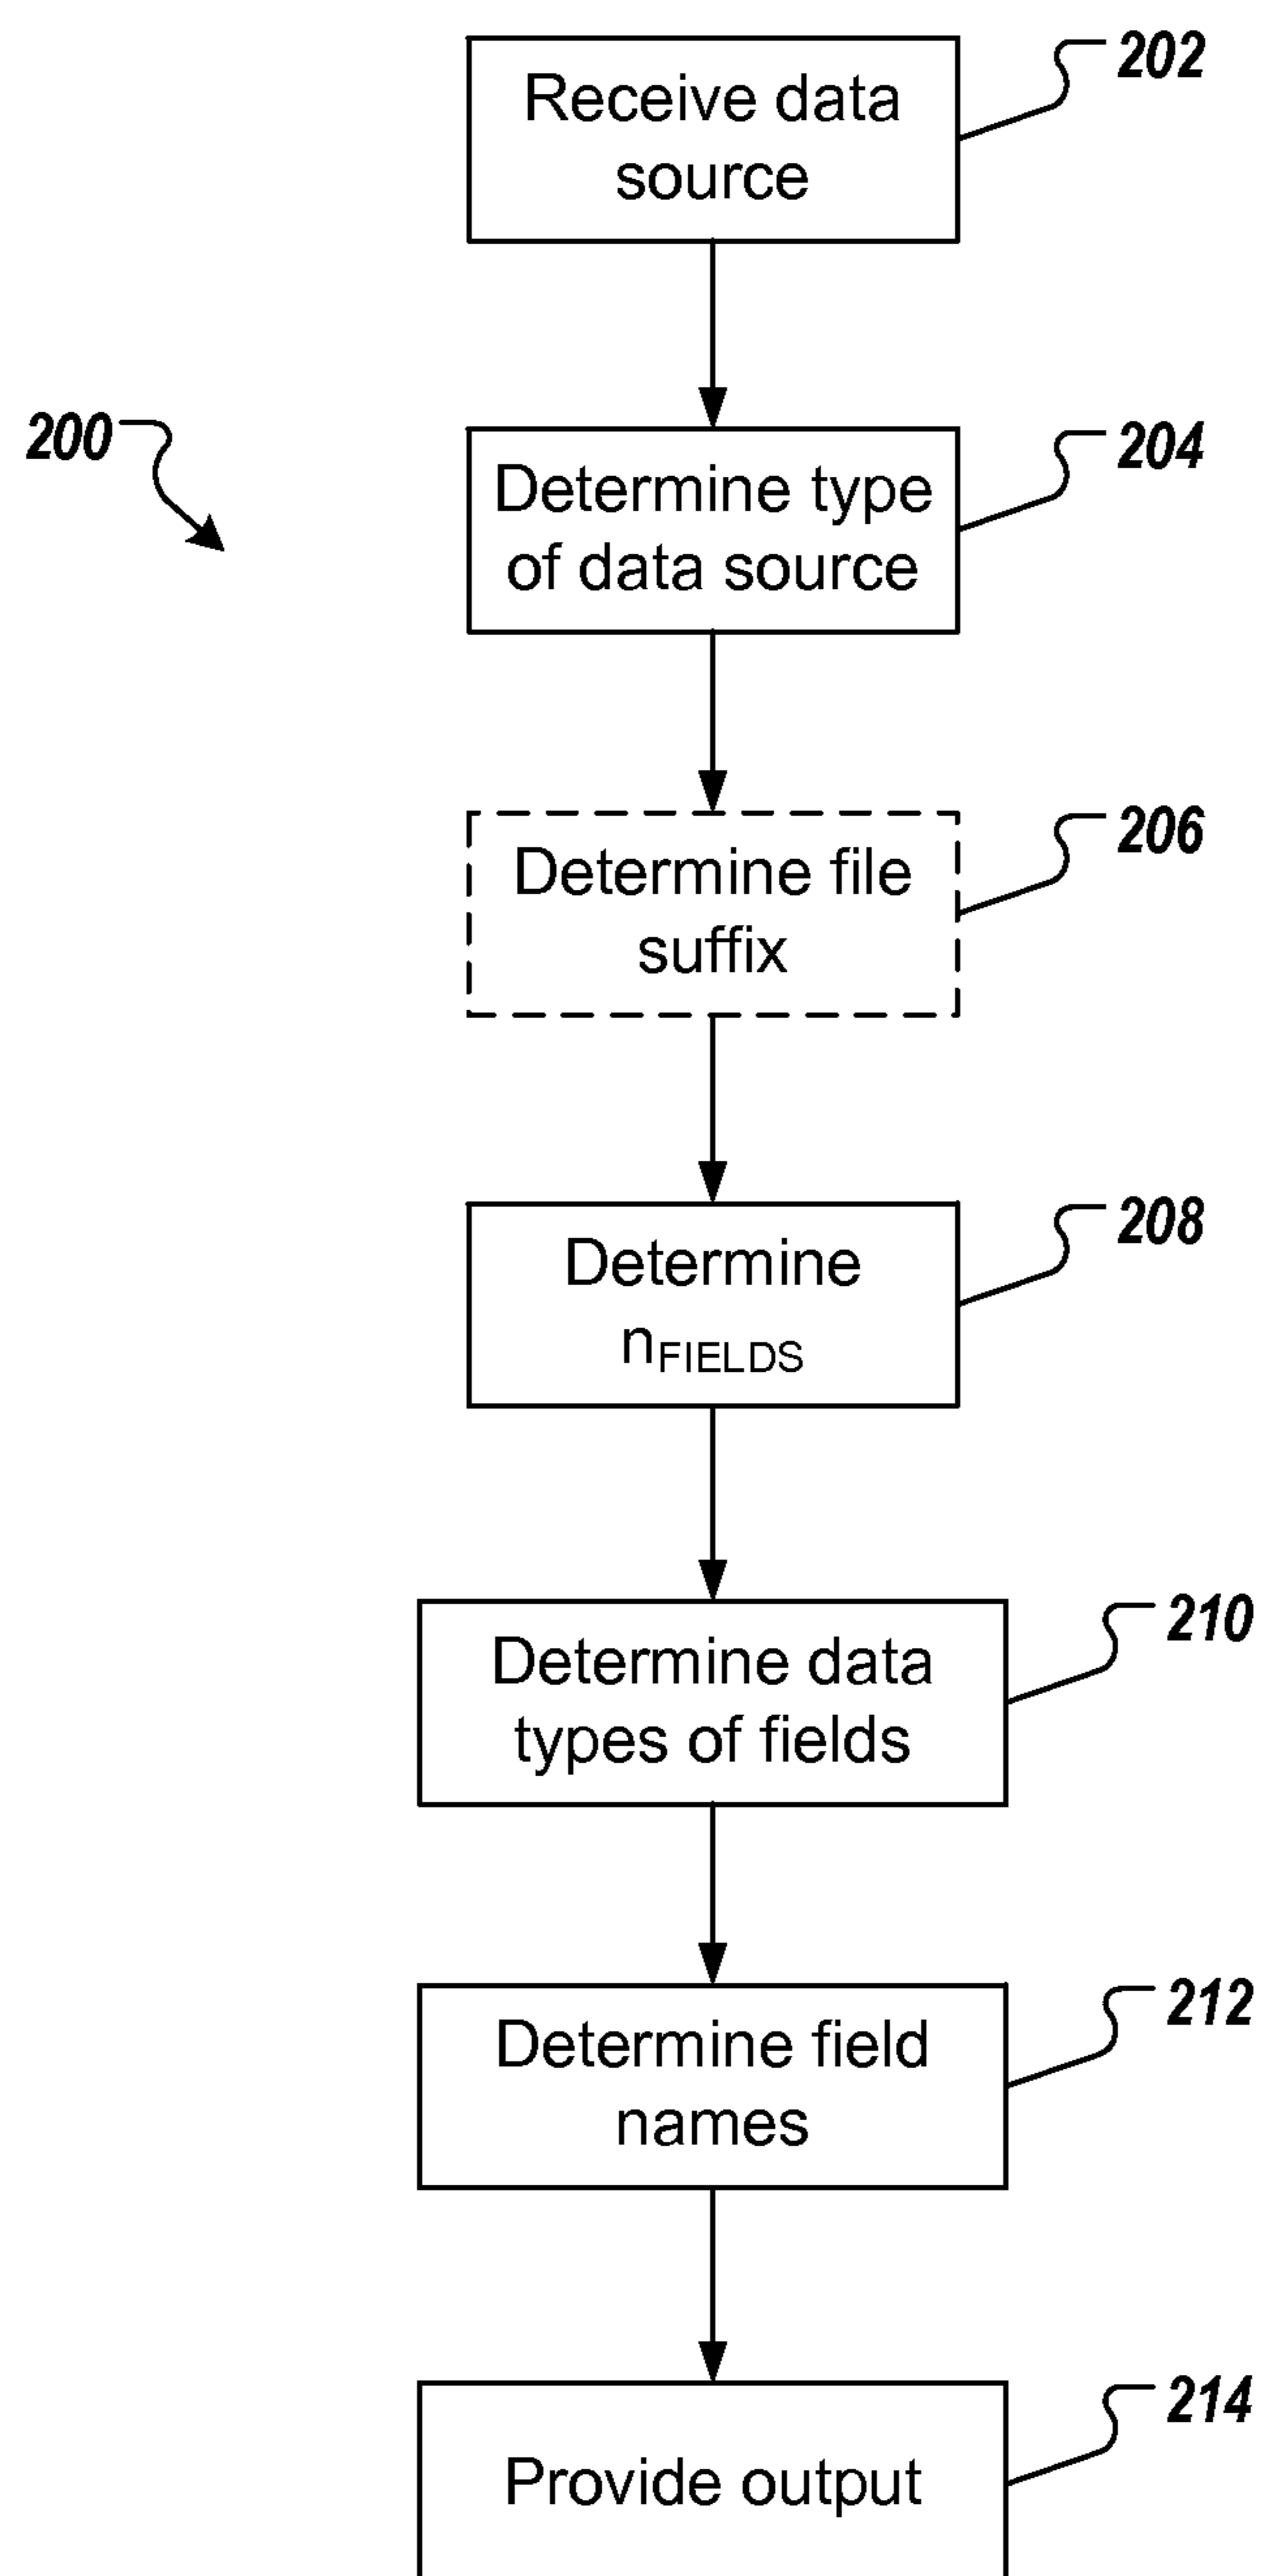 Receive data
source
202
200
Determine type
of data source
204
Determine file
suffix
206
Determine
nFIELDS
208
Determine data
types of fields
210
Determine field
names
212
Provide output
214